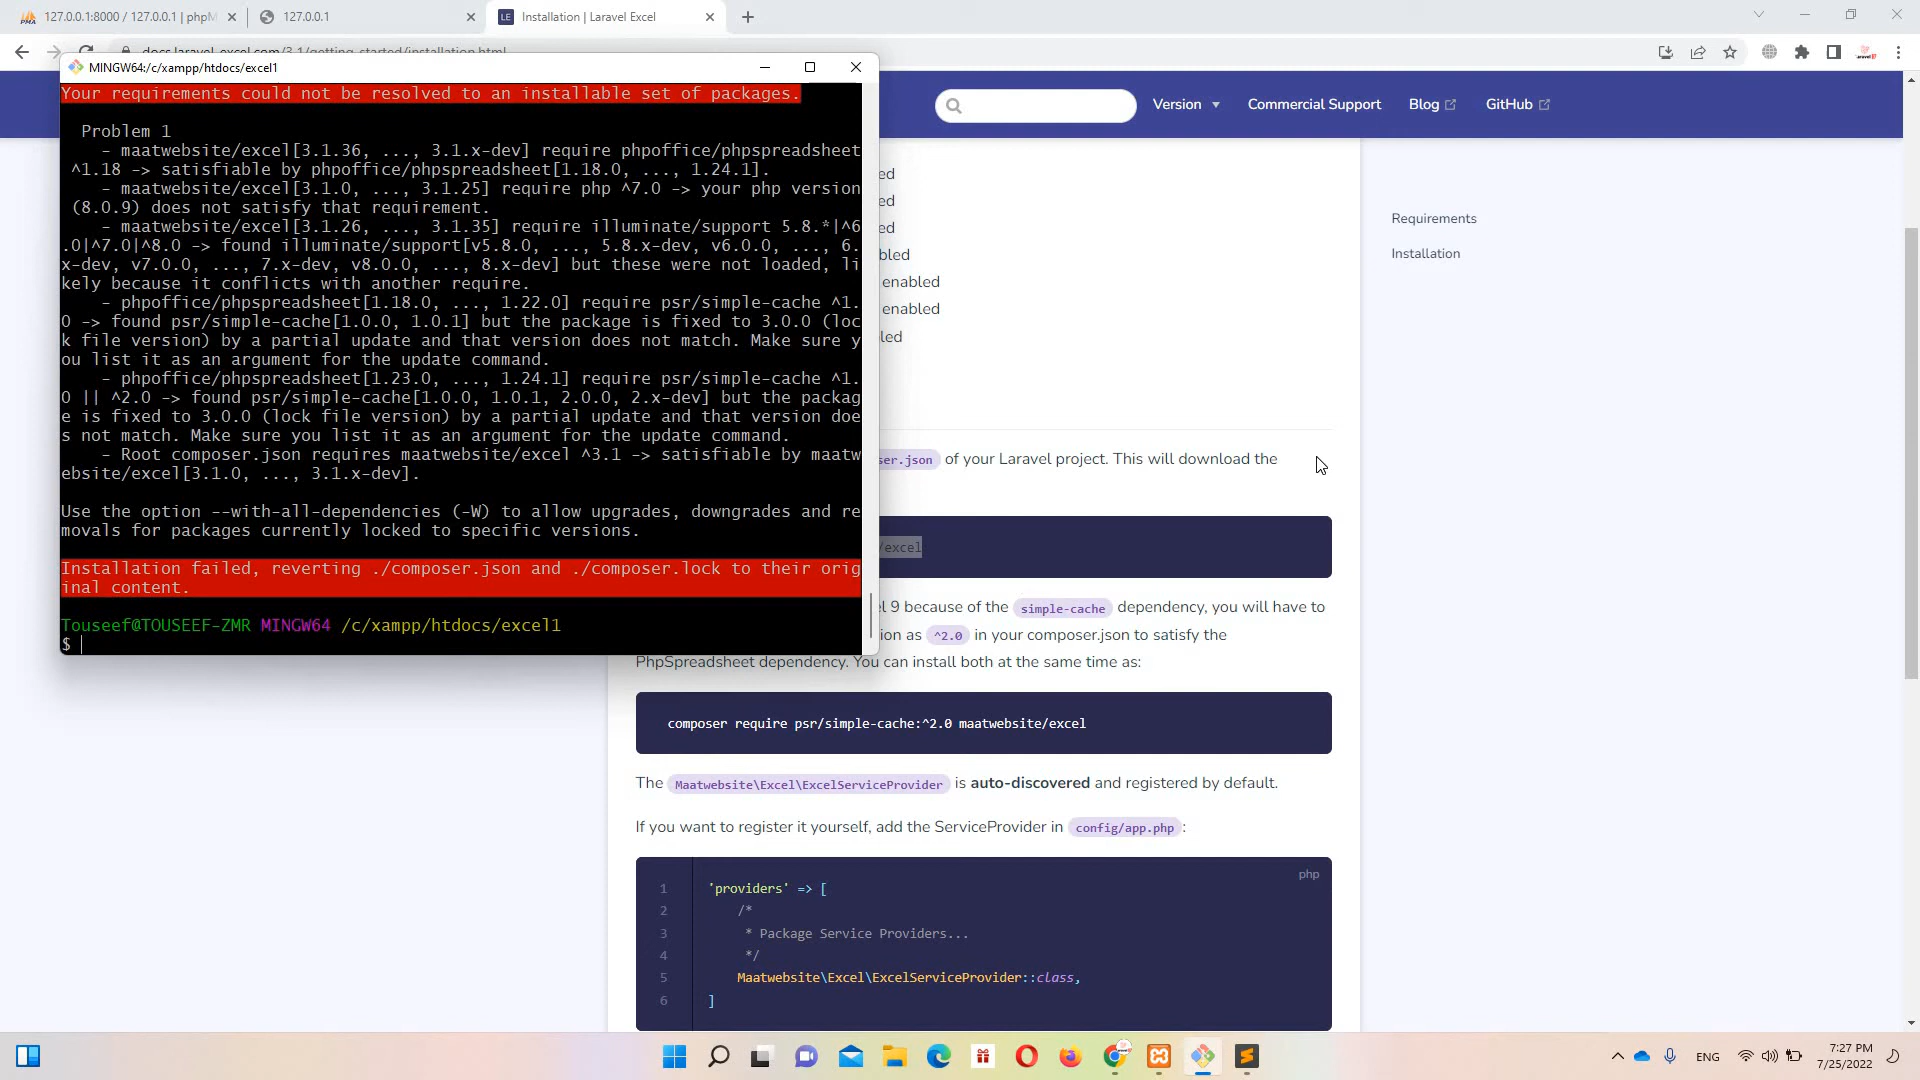 127.0.0.1:8000 / 127.0.0.1 | phpM
127.0.0.1
Installation | Laravel Excel
docs.laravel-excel.com/3.1/getting-started/installation.html
MINGW64:/c/xampp/htdocs/excel1
Your requirements could not be resolved to an installable set of packages.
Problem 1
- maatwebsite/excel[3.1.36, ..., 3.1.x-dev] require phpoffice/phpspreadsheet
^1.18 -> satisfiable by phpoffice/phpspreadsheet[1.18.0, ..., 1.24.1].
- maatwebsite/excel[3.1.0, ..., 3.1.25] require php ^7.0 -> your php version
(8.0.9) does not satisfy that requirement.
- maatwebsite/excel[3.1.26, ..., 3.1.35] require illuminate/support 5.8.*|^6
.0|^7.0|^8.0 -> found illuminate/support[v5.8.0, ..., 5.8.x-dev, v6.0.0, ..., 6.
x-dev, v7.0.0, ..., 7.x-dev, v8.0.0, ..., 8.x-dev] but these were not loaded, li
kely because it conflicts with another require.
- phpoffice/phpspreadsheet[1.18.0, ..., 1.22.0] require psr/simple-cache ^1.
0 -> found psr/simple-cache[1.0.0, 1.0.1] but the package is fixed to 3.0.0 (loc
k file version) by a partial update and that version does not match. Make sure y
ou list it as an argument for the update command.
- phpoffice/phpspreadsheet[1.23.0, ..., 1.24.1] require psr/simple-cache ^1.
0 || ^2.0 -> found psr/simple-cache[1.0.0, 1.0.1, 2.0.0, 2.x-dev] but the packag
e is fixed to 3.0.0 (lock file version) by a partial update and that version doe
s not match. Make sure you list it as an argument for the update command.
- Root composer.json requires maatwebsite/excel ^3.1 -> satisfiable by maatw
ebsite/excel[3.1.0, ..., 3.1.x-dev].
Use the option --with-all-dependencies (-W) to allow upgrades, downgrades and re
movals for packages currently locked to specific versions.
Installation failed, reverting ./composer.json and ./composer.lock to their orig
inal content.
Touseef@TOUSEEF-ZMR MINGW64 /c/xampp/htdocs/excel1
$
Version
Commercial Support
Blog
GitHub
ed
ed
ed
bled
enabled
enabled
led
Requirements
Installation
ser.json of your Laravel project. This will download the
/excel
el 9 because of the simple-cache dependency, you will have to
ion as ^2.0 in your composer.json to satisfy the
PhpSpreadsheet dependency. You can install both at the same time as:
composer require psr/simple-cache:^2.0 maatwebsite/excel
The Maatwebsite\Excel\ExcelServiceProvider is auto-discovered and registered by default.
If you want to register it yourself, add the ServiceProvider in config/app.php :
php
1 'providers' => [
2 /*
3 * Package Service Providers...
4 */
5 Maatwebsite\Excel\ExcelServiceProvider::class,
6 ]
ENG
7:27 PM
7/25/2022